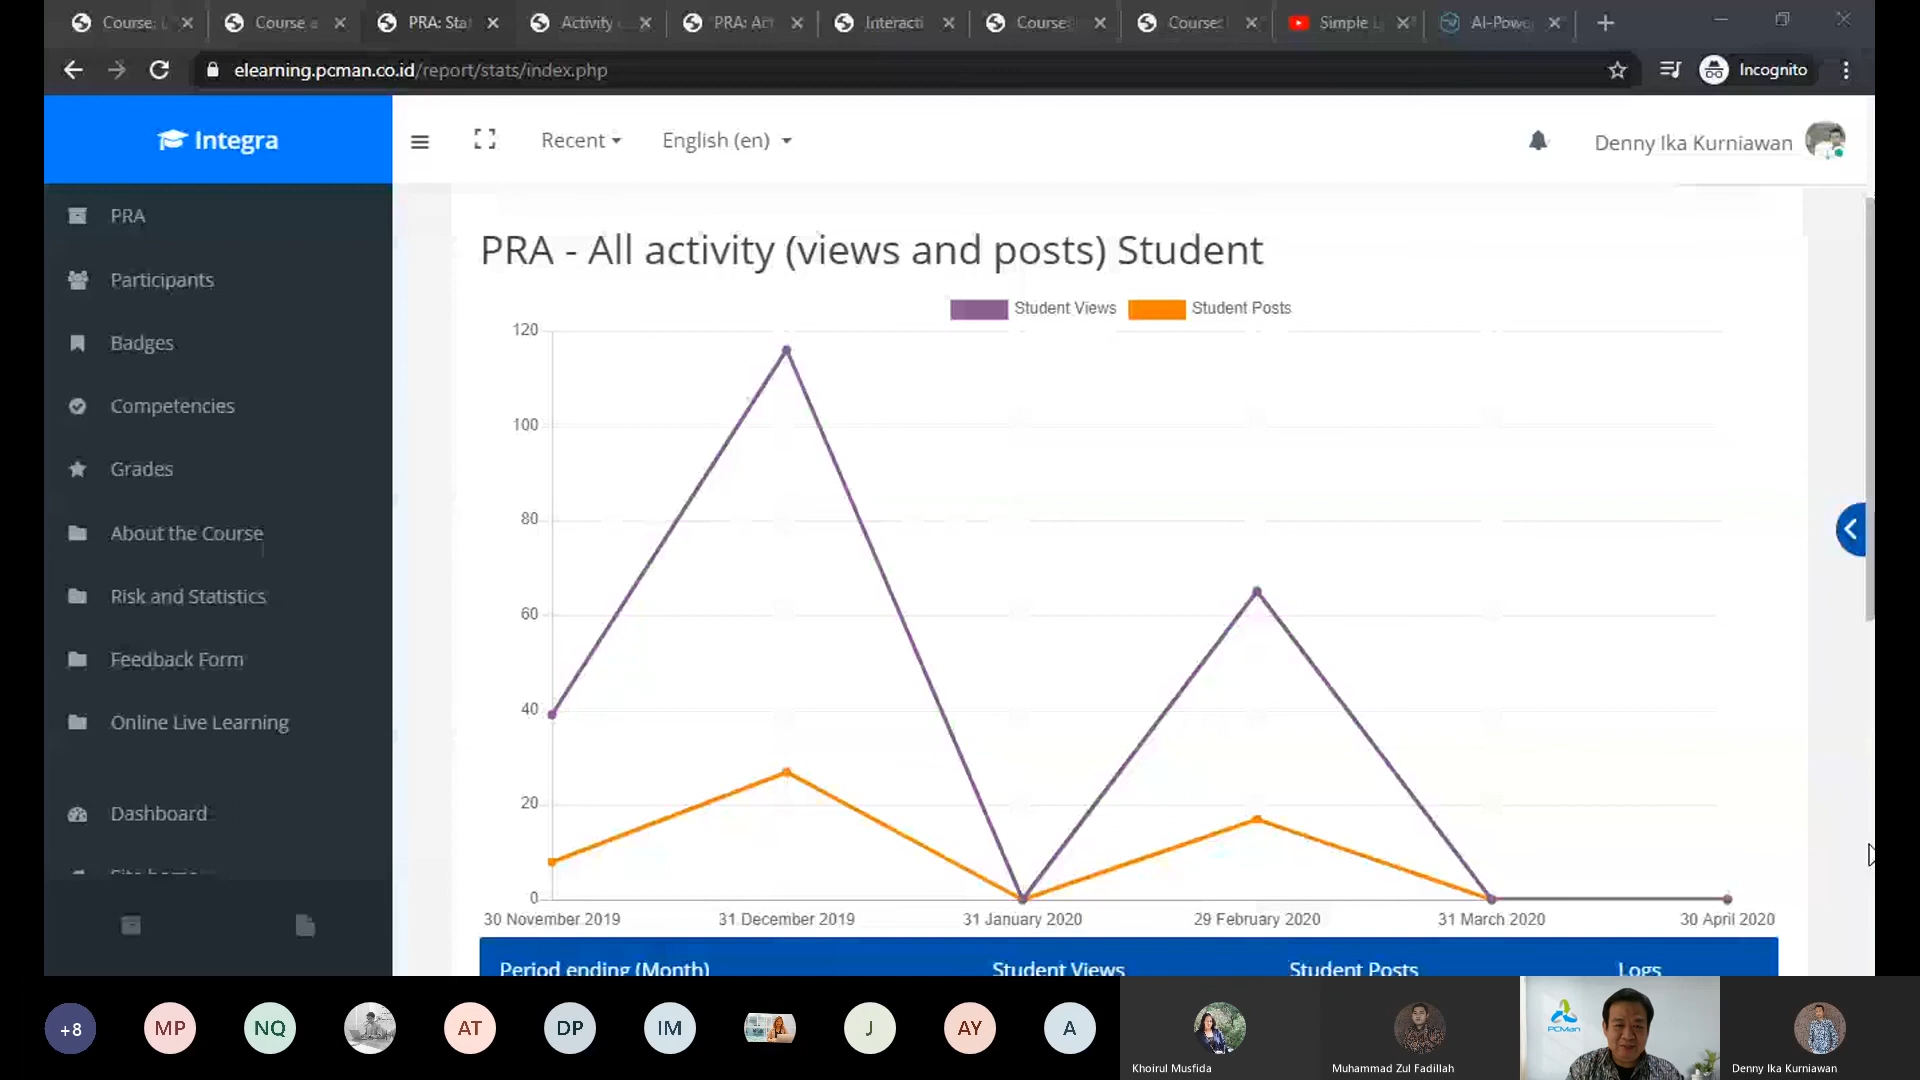 Course: L
Course a
PRA: Stat
Activity c
PRA: Act
Interacti
Course:
Course:
Simple L
AI-Powe
elearning.pcman.co.id/report/stats/index.php
Incognito
Integra
Recent
English (en)
Denny Ika Kurniawan
PRA
Participants
Badges
Competencies
Grades
About the Course
Risk and Statistics
Feedback Form
Online Live Learning
Dashboard
PRA - All activity (views and posts) Student
Student Views
Student Posts
120
100
80
60
40
20
0
30 November 2019
31 December 2019
31 January 2020
29 February 2020
31 March 2020
30 April 2020
Period ending (Month)
Student Views
Student Posts
Logs
+8
MP
NQ
AT
DP
IM
J
AY
A
Khoirul Musfida
Muhammad Zul Fadillah
PCMan
Denny Ika Kurniawan